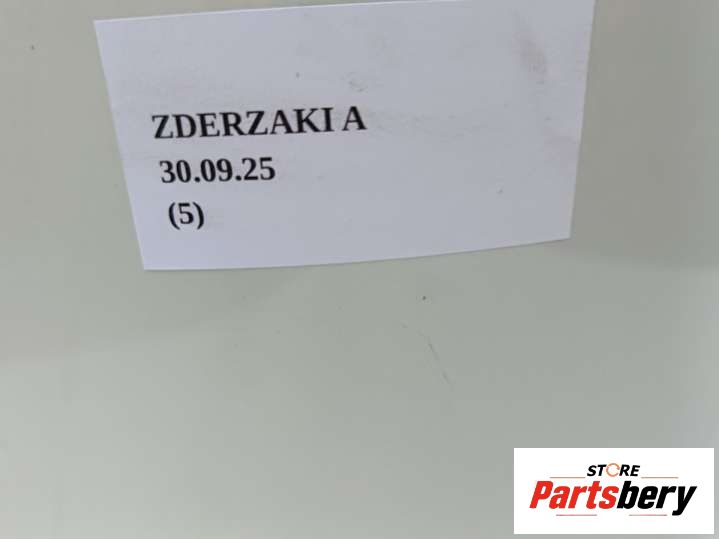 ZDERZAKI A
30.09.25
(5)
STORE
Partsbery